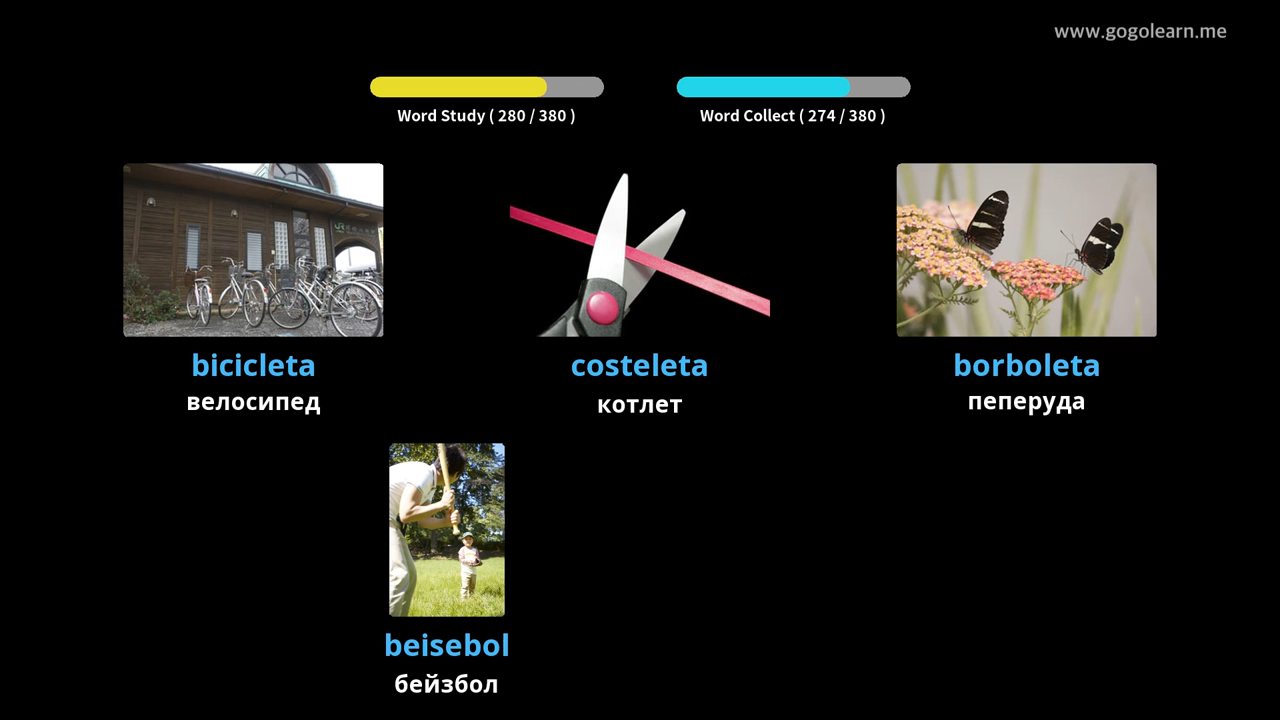 www.gogolearn.me
Word Study ( 280 / 380 )
Word Collect ( 274 / 380 )
bicicleta
велосипед
costeleta
котлет
borboleta
пеперуда
beisebol
бейзбол